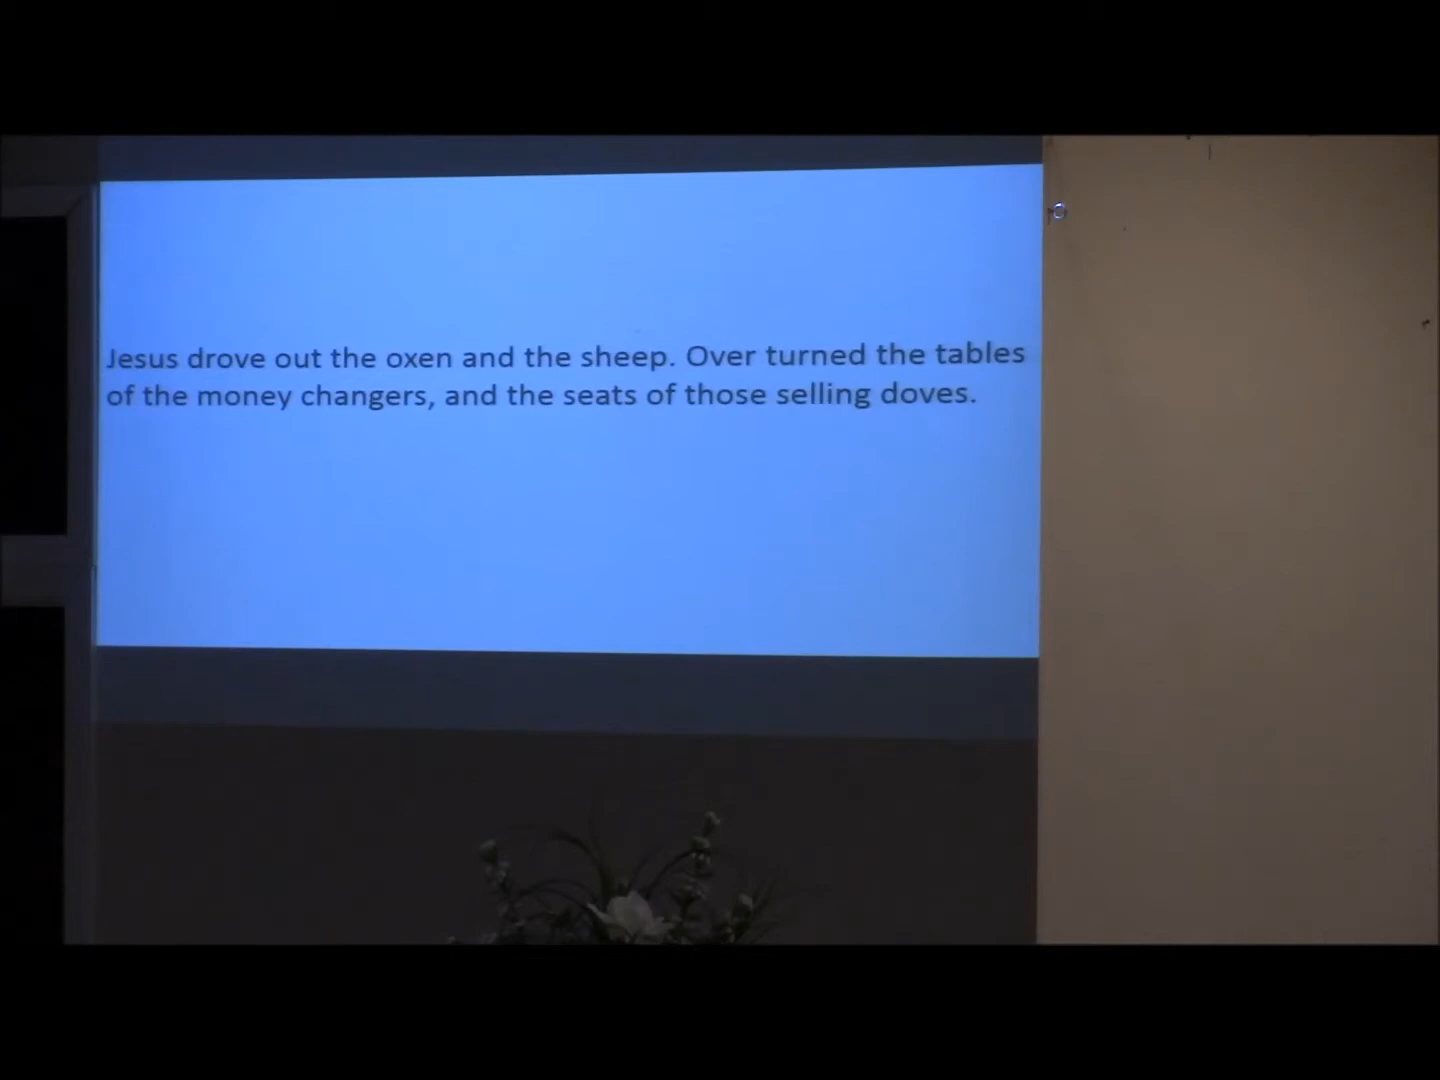 Jesus drove out the oxen and the sheep. Over turned the tables
of the money changers, and the seats of those selling doves.